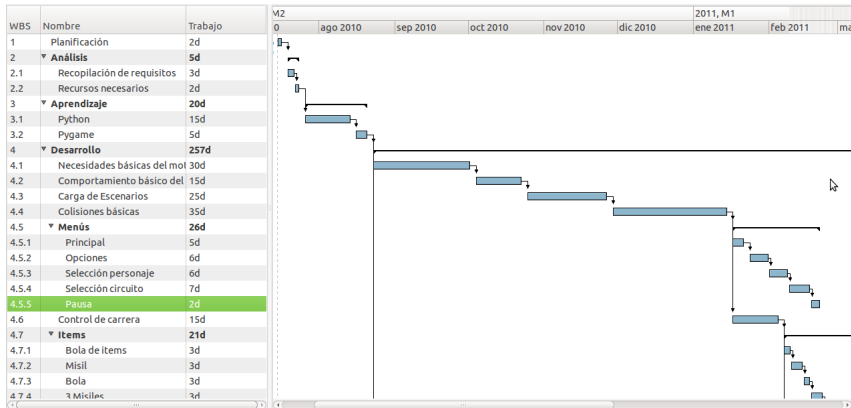 M2 2011, M1
WBS Nombre Trabajo
0 ago 2010 sep 2010 oct 2010 nov 2010 dic 2010 ene 2011 feb 2011 ma
1 Planificación 2d
2 Análisis 5d
2.1 Recopilación de requisitos 3d
2.2 Recursos necesarios 2d
3 Aprendizaje 20d
3.1 Python 15d
3.2 Pygame 5d
4 Desarrollo 257d
4.1 Necesidades básicas del mot 30d
4.2 Comportamiento básico del 15d
4.3 Carga de Escenarios 25d
4.4 Colisiones básicas 35d
4.5 Menús 26d
4.5.1 Principal 5d
4.5.2 Opciones 6d
4.5.3 Selección personaje 6d
4.5.4 Selección circuito 7d
4.5.5 Pausa 2d
4.6 Control de carrera 15d
4.7 Items 21d
4.7.1 Bola de items 3d
4.7.2 Misil 3d
4.7.3 Bola 3d
4.7.4 3 Misiles 3d